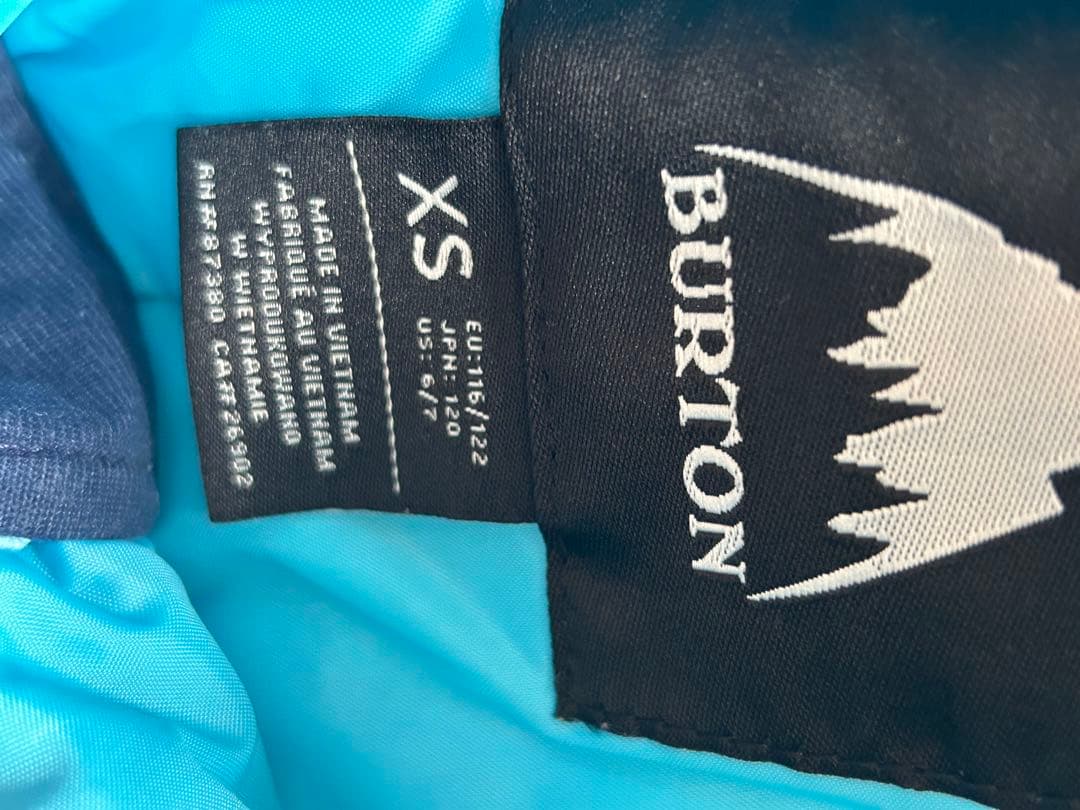 BURTON
XS
EU:116/122
JPN: 120
US: 6/7
MADE IN VIETNAM
FABRIQUÉ AU VIETNAM
WYPRODUKOWANO
W WIETNAMIE
RN#87380 CA# 26902